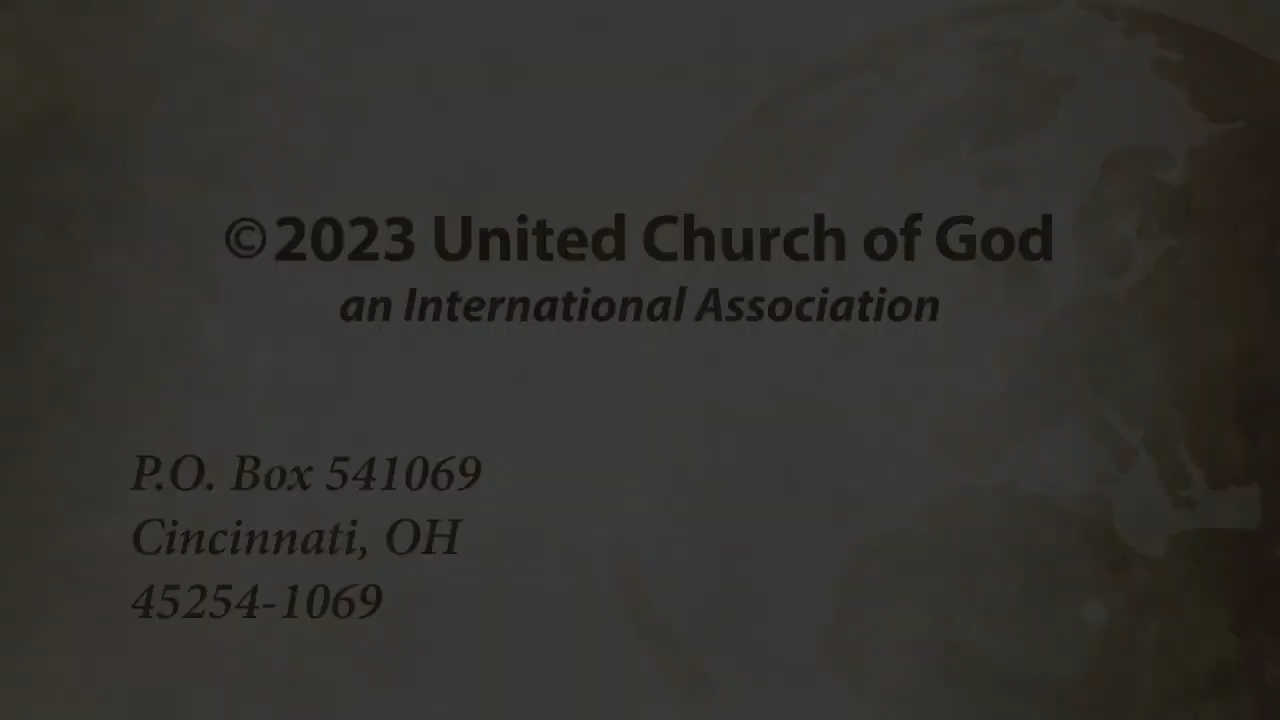 ©2023 United Church of God
an International Association
P.O. Box 541069
Cincinnati, OH
45254-1069